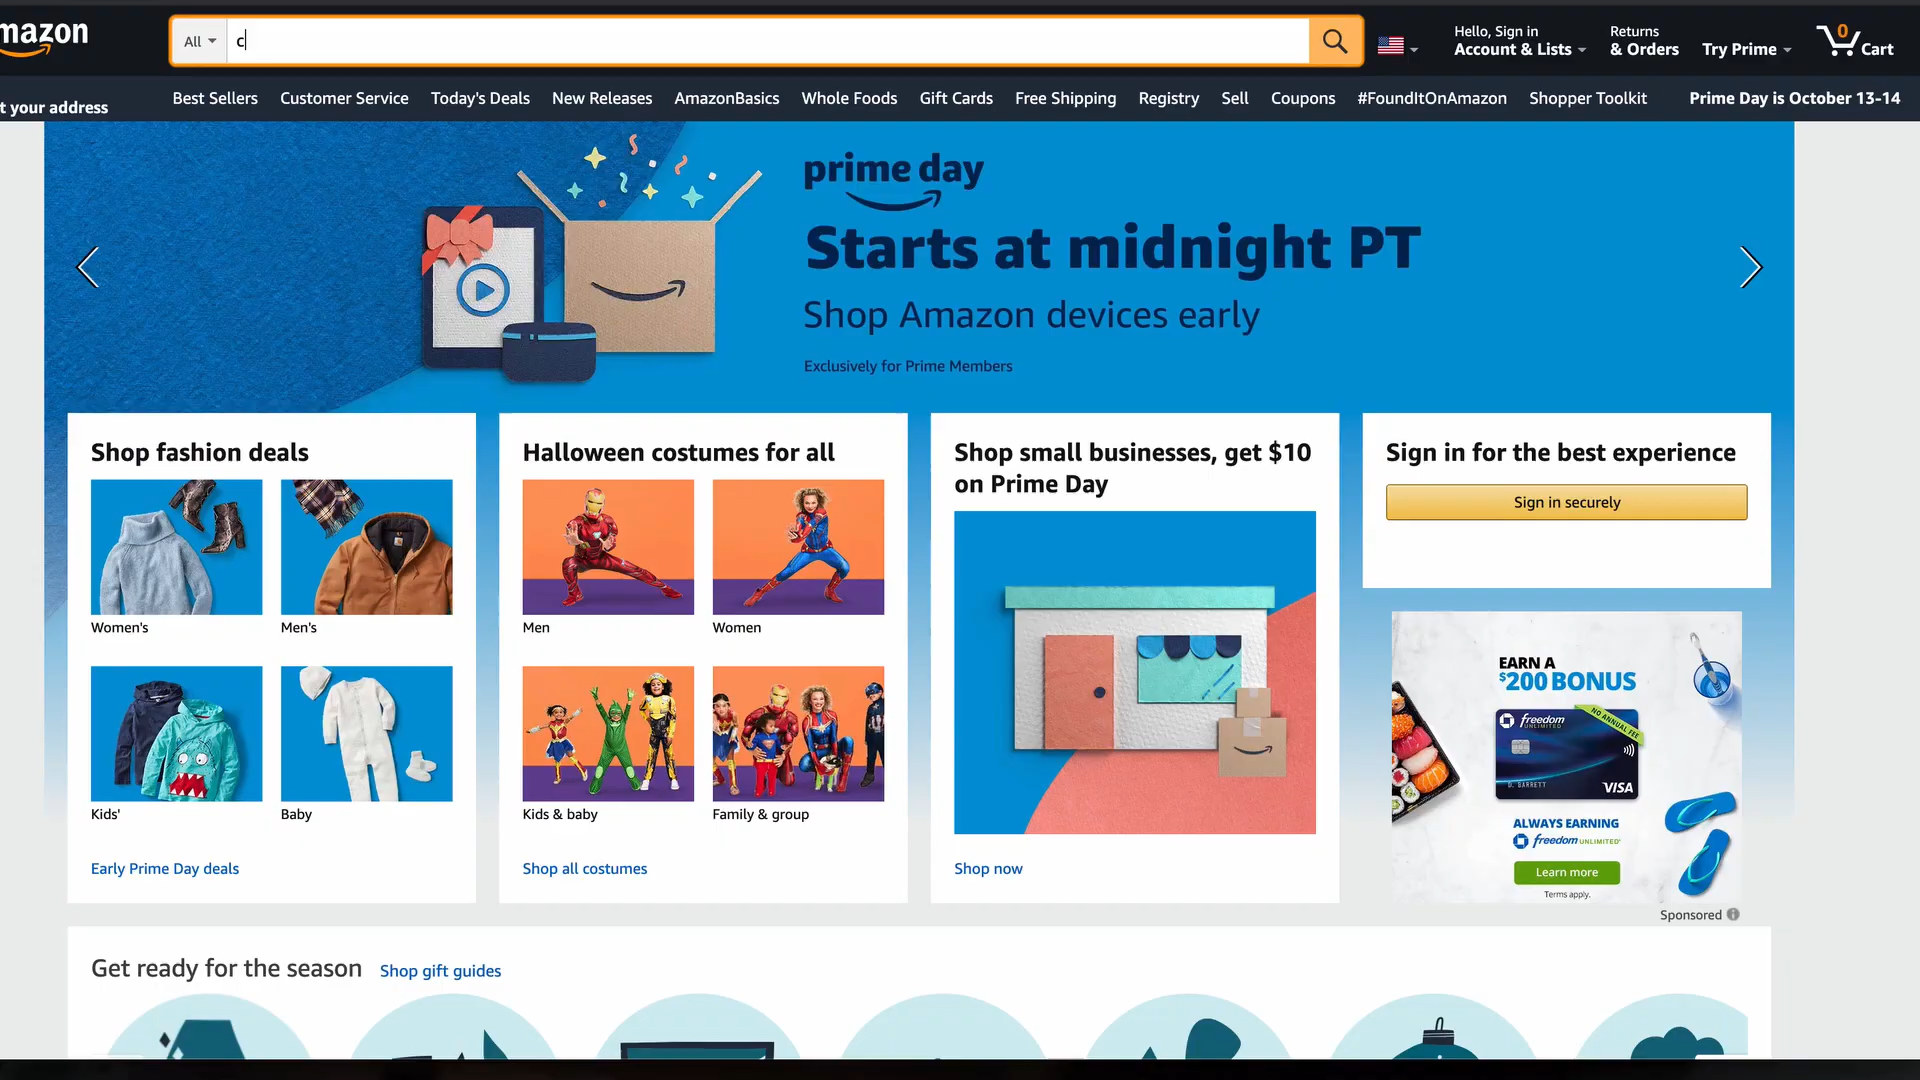 mazon
All
c
Hello, Sign in
Account & Lists
Returns
& Orders
Try Prime
0
Cart
t your address
Best Sellers
Customer Service
Today's Deals
New Releases
AmazonBasics
Whole Foods
Gift Cards
Free Shipping
Registry
Sell
Coupons
#FoundItOnAmazon
Shopper Toolkit
Prime Day is October 13-14
prime day
Starts at midnight PT
Shop Amazon devices early
Exclusively for Prime Members
Shop fashion deals
Women's
Men's
Kids'
Baby
Early Prime Day deals
Halloween costumes for all
Men
Women
Kids & baby
Family & group
Shop all costumes
Shop small businesses, get $10
on Prime Day
Shop now
Sign in for the best experience
Sign in securely
EARN A
$200 BONUS
NO ANNUAL FEE
freedom
UNLIMITED
D. BARRETT
VISA
ALWAYS EARNING
freedom UNLIMITED
Learn more
Terms apply.
Sponsored
Get ready for the season
Shop gift guides